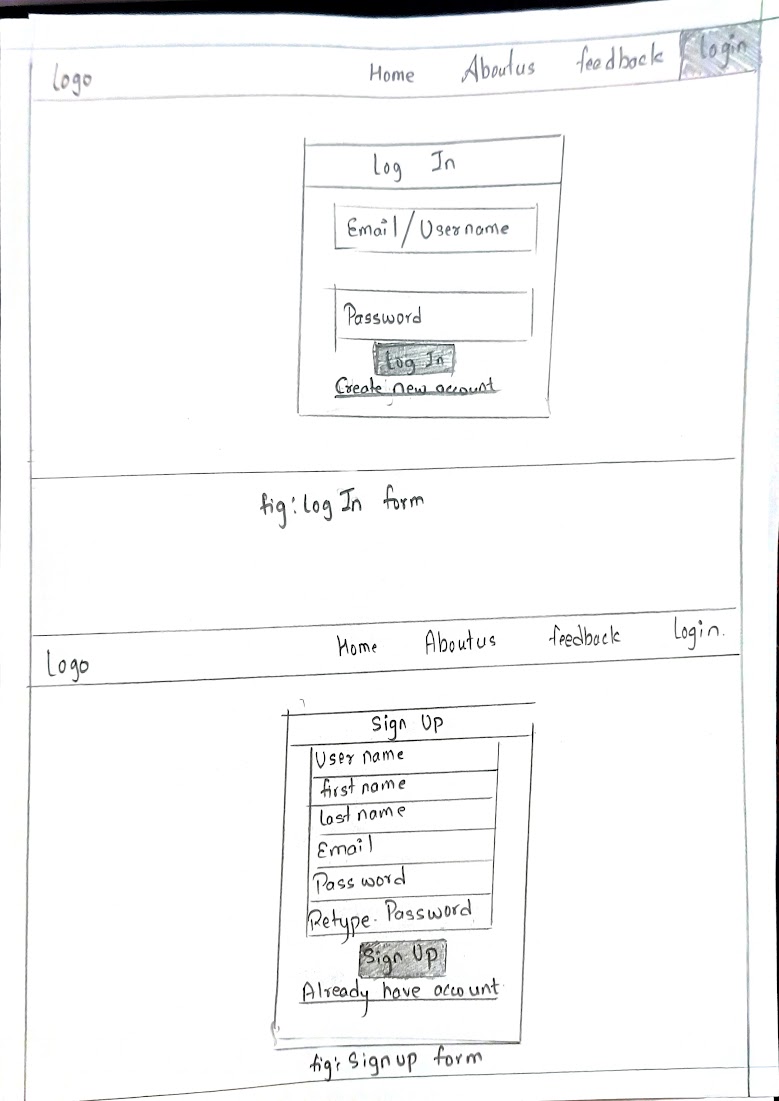 Logo Home Aboutus feedback Login
Log In
Email/Username
Password
Log In
Create new account
fig: Log In form
Logo Home Aboutus feedback Login.
Sign Up
User name
first name
Last name
Email
Pass word
Retype. Password
Sign Up
Already have account
fig: Sign up form